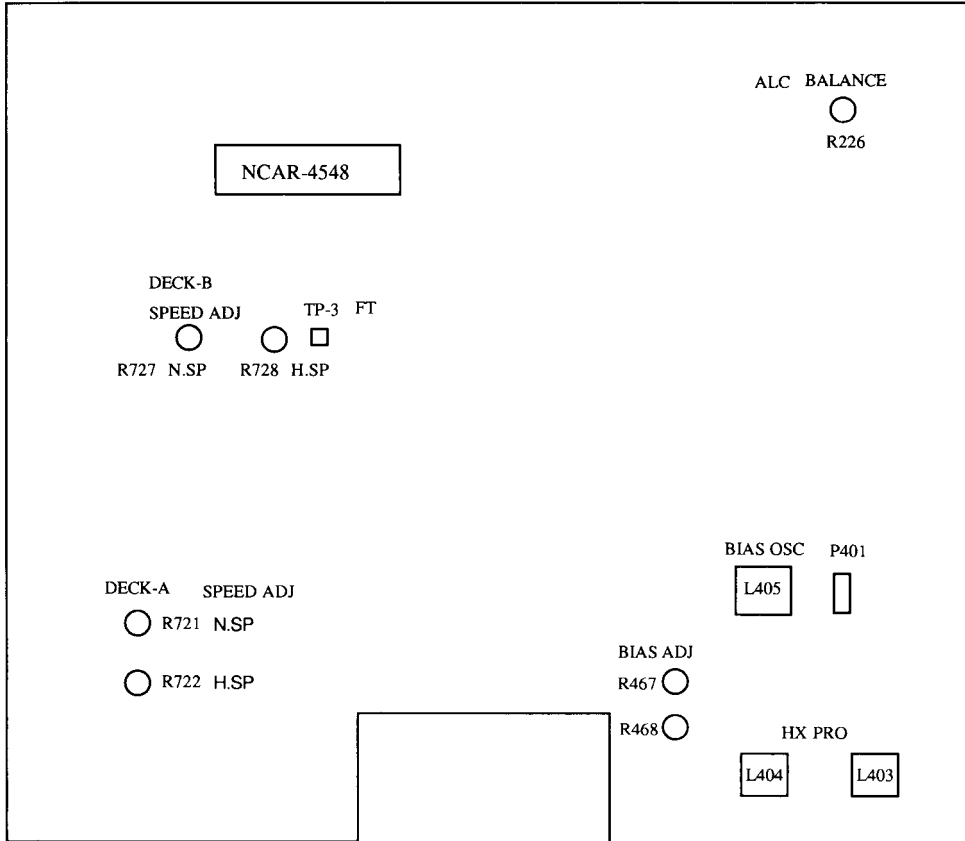 ALC BALANCE
R226
NCAR-4548
DECK-B
SPEED ADJ
TP-3 FT
R727 N.SP R728 H.SP
BIAS OSC P401
L405
DECK-A SPEED ADJ
R721 N.SP
R722 H.SP
BIAS ADJ
R467
R468
HX PRO
L404 L403